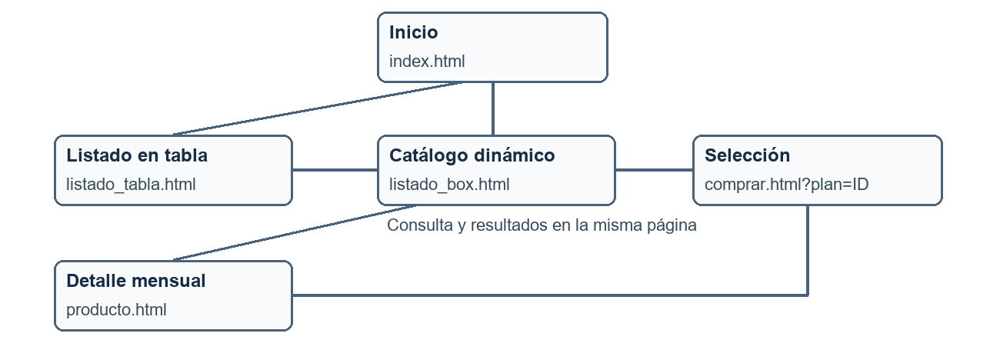 Inicio
index.html
Listado en tabla
listado_tabla.html
Catálogo dinámico
listado_box.html
Selección
comprar.html?plan=ID
Consulta y resultados en la misma página
Detalle mensual
producto.html